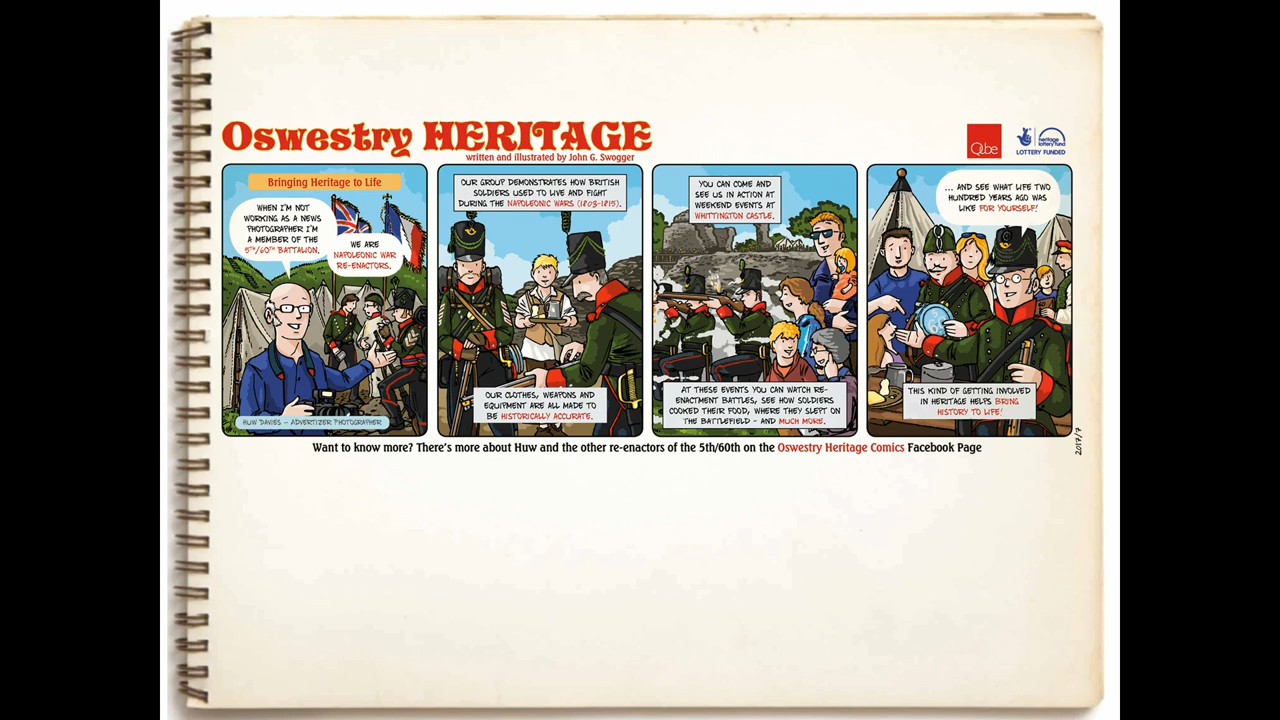 Oswestry HERITAGE
written and illustrated by John G. Swogger
Qube
heritage
lottery fund
LOTTERY FUNDED
Bringing Heritage to Life
WHEN I'M NOT
WORKING AS A NEWS
PHOTOGRAPHER I'M
A MEMBER OF THE
5TH/60TH BATTALION.
WE ARE
NAPOLEONIC WAR
RE-ENACTORS.
HUW DAVIES – ADVERTIZER PHOTOGRAPHER
OUR GROUP DEMONSTRATES HOW BRITISH
SOLDIERS USED TO LIVE AND FIGHT
DURING THE NAPOLEONIC WARS (1803-1815).
OUR CLOTHES, WEAPONS AND
EQUIPMENT ARE ALL MADE TO
BE HISTORICALLY ACCURATE.
YOU CAN COME AND
SEE US IN ACTION AT
WEEKEND EVENTS AT
WHITTINGTON CASTLE.
AT THESE EVENTS YOU CAN WATCH RE-
ENACTMENT BATTLES, SEE HOW SOLDIERS
COOKED THEIR FOOD, WHERE THEY SLEPT ON
THE BATTLEFIELD - AND MUCH MORE.
... AND SEE WHAT LIFE TWO
HUNDRED YEARS AGO WAS
LIKE FOR YOURSELF!
THIS KIND OF GETTING INVOLVED
IN HERITAGE HELPS BRING
HISTORY TO LIFE!
2017/7
Want to know more? There's more about Huw and the other re-enactors of the 5th/60th on the Oswestry Heritage Comics Facebook Page